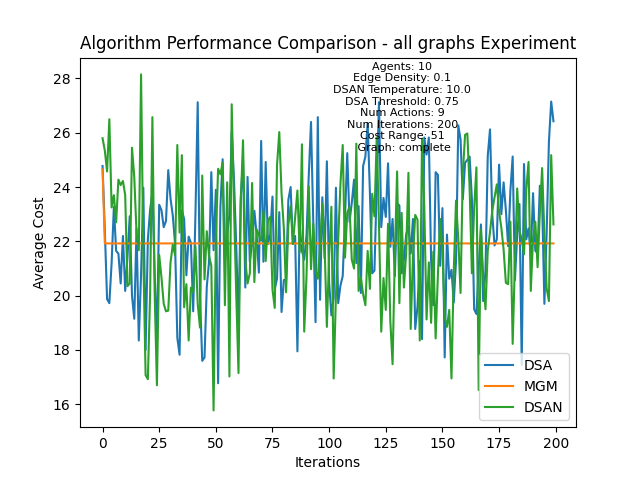 Algorithm Performance Comparison - all graphs Experiment
Agents: 10
Edge Density: 0.1
DSAN Temperature: 10.0
DSA Threshold: 0.75
Num Actions: 9
Num Iterations: 200
Cost Range: 51
Graph: complete
28
26
24
22
20
18
16
Average Cost
0
25
50
75
100
125
150
175
200
Iterations
DSA
MGM
DSAN